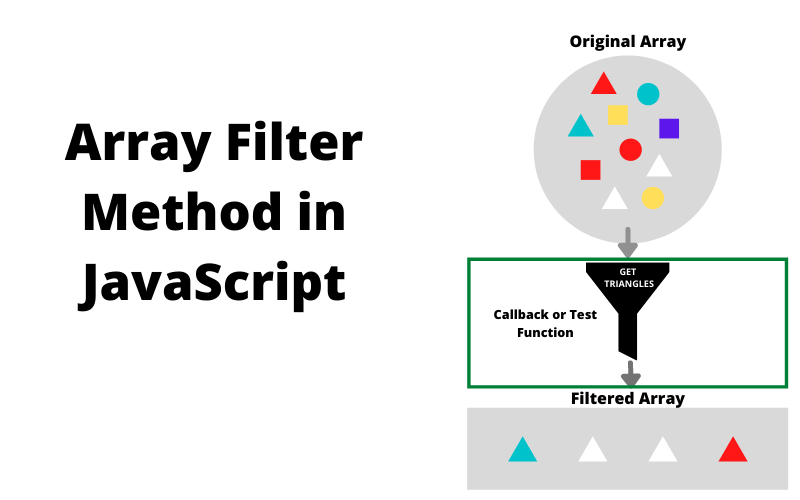 Array Filter
Method in
JavaScript
Original Array
GET
TRIANGLES
Callback or Test
Function
Filtered Array